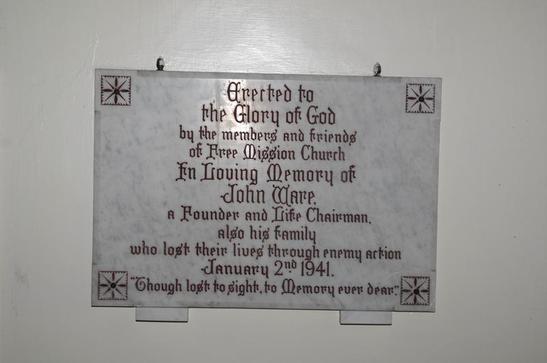 Erected to
the Glory of God
by the members and friends
of Free Mission Church
In Loving Memory of
John Ware,
a Founder and Life Chairman,
also his family
who lost their lives through enemy action
January 2nd 1941.
"Though lost to sight, to Memory ever dear."